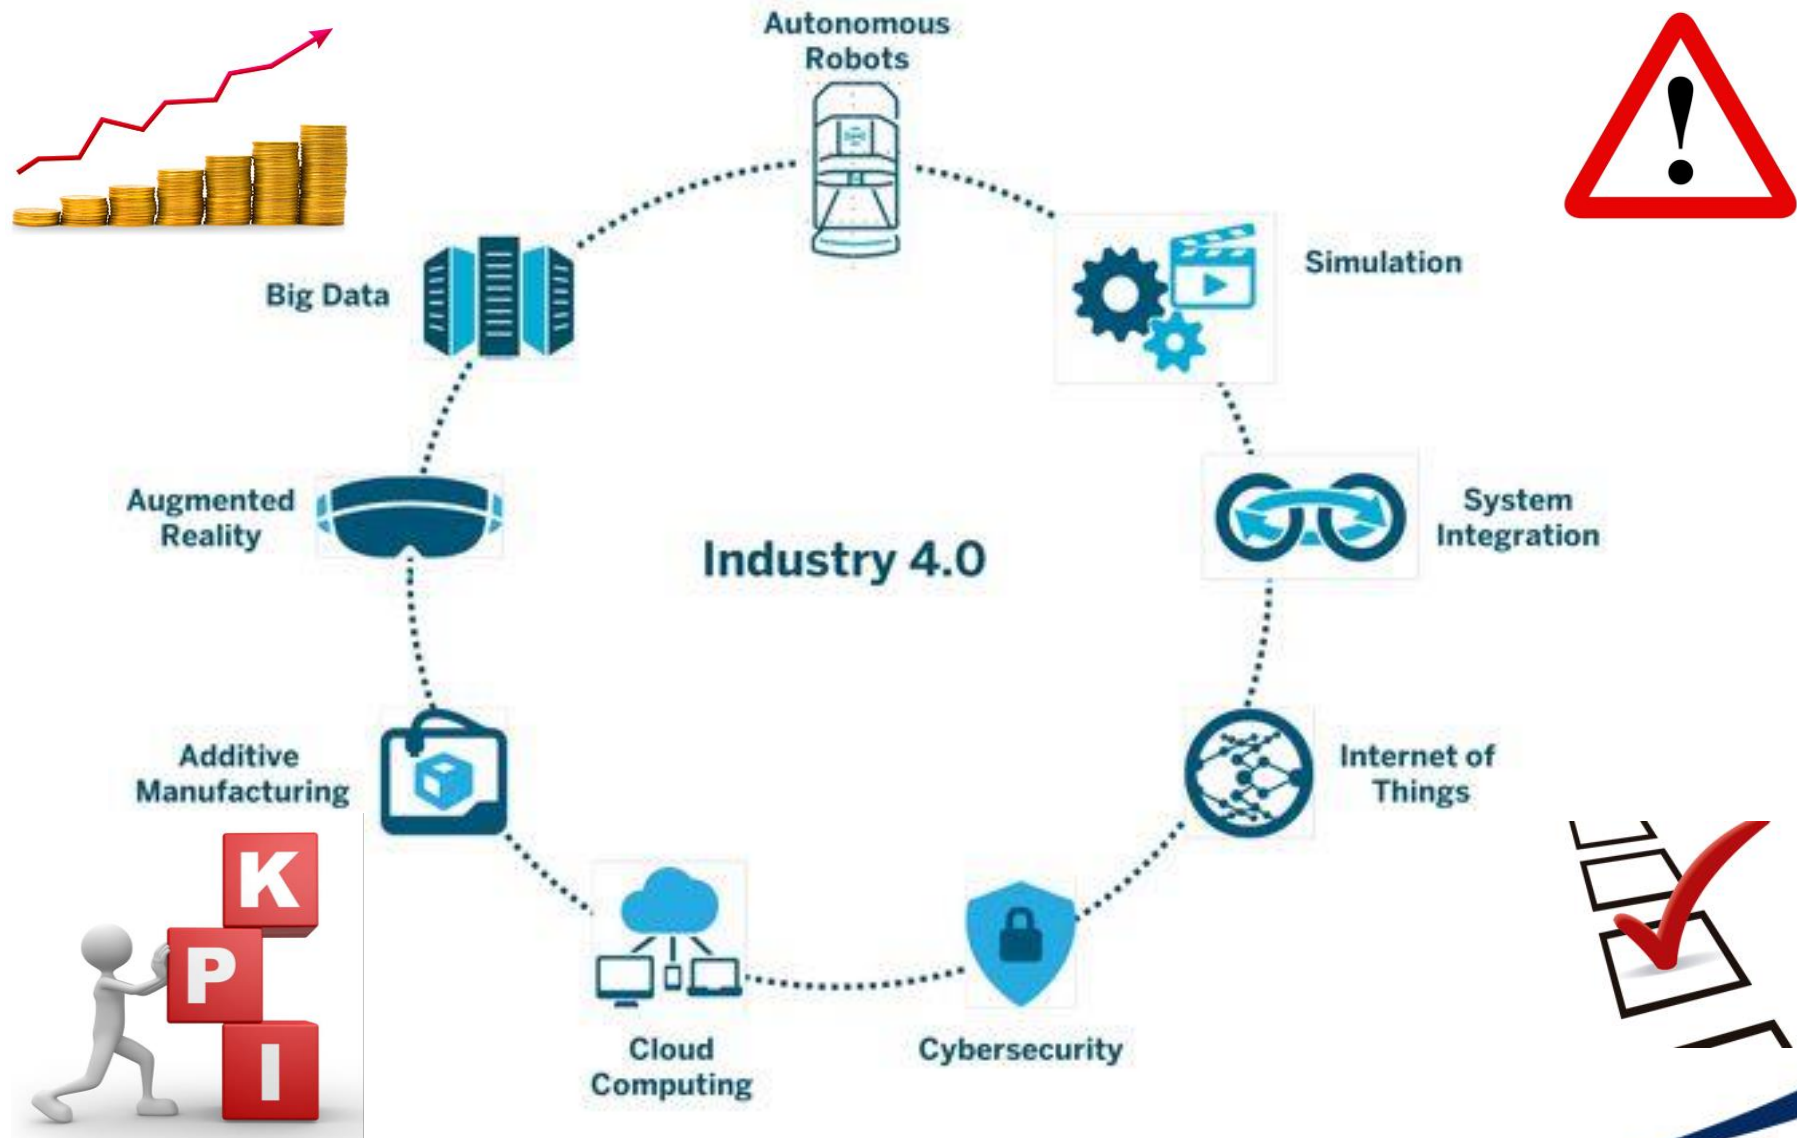 Autonomous
Robots
Simulation
Big Data
System
Integration
Augmented
Reality
Industry 4.0
Internet of
Things
Additive
Manufacturing
Cybersecurity
Cloud
Computing
K
P
I